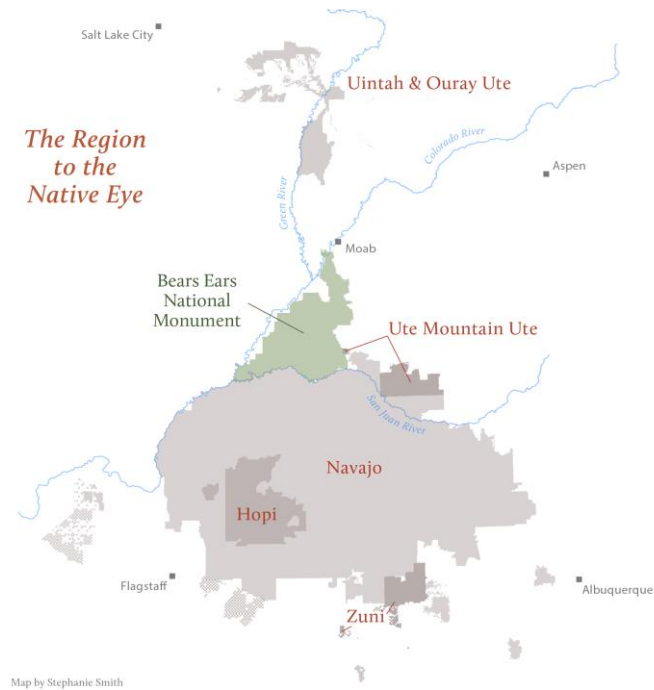 Salt Lake City
Uintah & Ouray Ute
The Region
to the
Native Eye
Colorado River
Aspen
Green River
Moab
Bears Ears
National
Monument
Ute Mountain Ute
San Juan River
Navajo
Hopi
Flagstaff
Albuquerque
Zuni
Map by Stephanie Smith